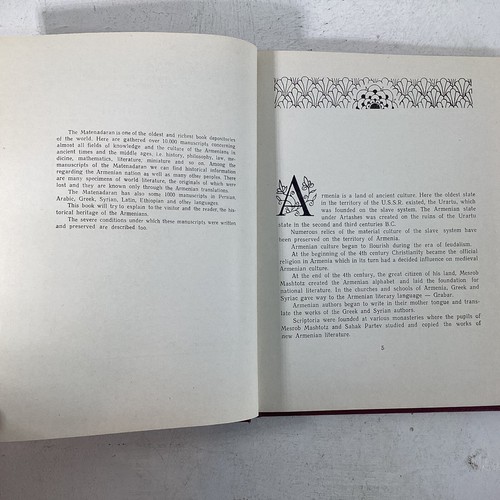 The Matenadaran is one of the oldest and richest book depositories
of the world. Here are gathered over 10.000 manuscripts concerning
almost all fields of knowledge and the culture of the Armenians in
ancient times and the middle ages, i.e. history, philosophy, law, me-
dicine, mathematics, literature, miniature and so on. Among the
manuscripts of the Matenadaran we can find historical information
regarding the Armenian nation as well as many other peoples. There
are many specimens of world literature, the originals of which were
lost and they are known only through the Armenian translations.
The Matenadaran has also some 1000 manuscripts in Persian,
Arabic, Greek, Syrian, Latin, Ethiopian and other languages.
This book will try to explain to the visitor and the reader, the his-
torical heritage of the Armenians.
The severe conditions under which these manuscripts were written
and preserved are described too.
Armenia is a land of ancient culture. Here the oldest state
in the territory of the U.S.S.R. existed, the Urartu, which
was founded on the slave system. The Armenian slate
under Artashes was created on the ruins of the Urartu
state in the second and third centuries B.C.
Numerous relics of the material culture of the slave system have
been preserved on the territory of Armenia.
Armenian culture began to flourish during the era of feudalism.
At the beginning of the 4th century Christianity became the official
religion in Armenia which in its turn had a decided influence on medieval
Armenian culture.
At the end of the 4th century, the great citizen of his land, Mesrob
Mashtotz created the Armenian alphabet and laid the foundation for
national literature. In the churches and schools of Armenia, Greek and
Syriac gave way to the Armenian literary language — Grabar.
Armenian authors began to write in their mother tongue and trans-
late the works of the Greek and Syrian authors.
Scriptoria were founded at various monasteries where the pupils of
Mesrob Mashtotz and Sahak Partev studied and copied the works of
new Armenian literature.
5